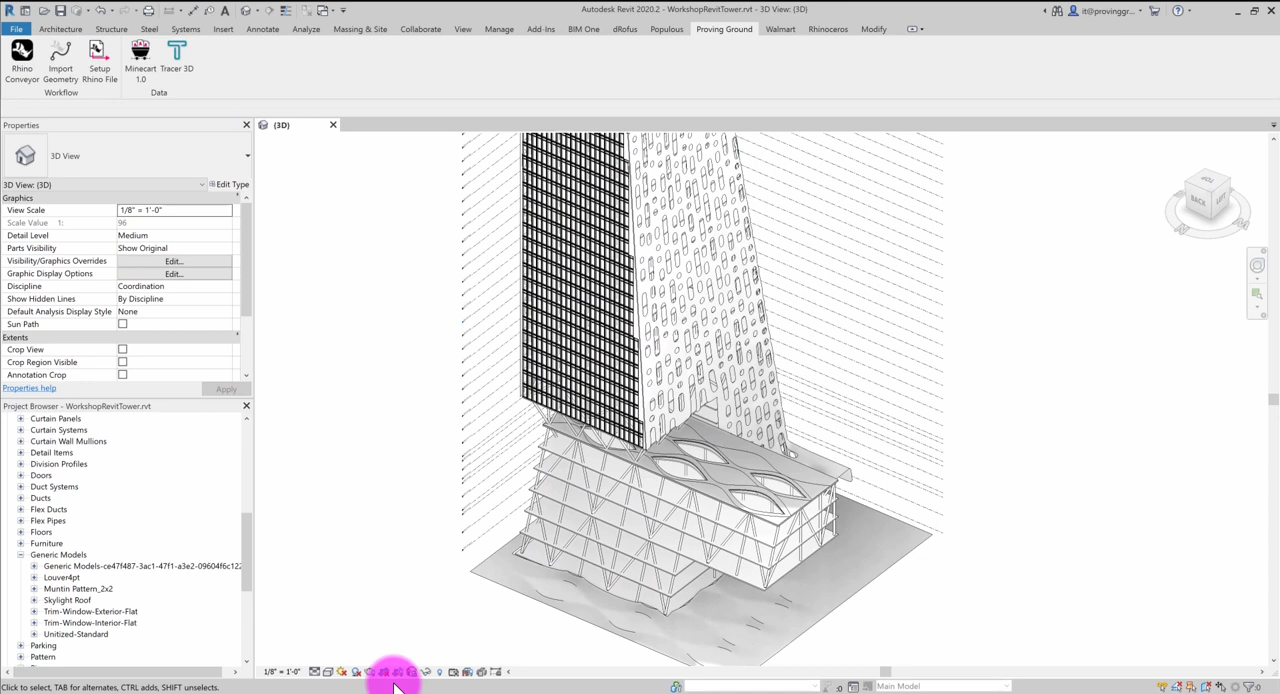 Autodesk Revit 2020.2 - WorkshopRevitTower.rvt - 3D View: {3D}
it@provinggr...
File Architecture Structure Steel Systems Insert Annotate Analyze Massing & Site Collaborate View Manage Add-Ins BIM One dRofus Populous Proving Ground Walmart Rhinoceros Modify
Rhino Conveyor
Import Geometry
Setup Rhino File
Minecart 1.0
Tracer 3D
Workflow
Data
Properties
{3D}
3D View
3D View: {3D}
Edit Type
Graphics
View Scale 1/8" = 1'-0"
Scale Value 1: 96
Detail Level Medium
Parts Visibility Show Original
Visibility/Graphics Overrides Edit...
Graphic Display Options Edit...
Discipline Coordination
Show Hidden Lines By Discipline
Default Analysis Display Style None
Sun Path
Extents
Crop View
Crop Region Visible
Annotation Crop
Properties help
Apply
Project Browser - WorkshopRevitTower.rvt
Curtain Panels
Curtain Systems
Curtain Wall Mullions
Detail Items
Division Profiles
Doors
Duct Systems
Ducts
Flex Ducts
Flex Pipes
Floors
Furniture
Generic Models
Generic Models-ce47f487-3ac1-47f1-a3e2-09604f6c122
Louver4pt
Muntin Pattern_2x2
Skylight Roof
Trim-Window-Exterior-Flat
Trim-Window-Interior-Flat
Unitized-Standard
Parking
Pattern
TOP
BACK
LEFT
1/8" = 1'-0"
Click to select, TAB for alternates, CTRL adds, SHIFT unselects.
:0
Main Model
:0